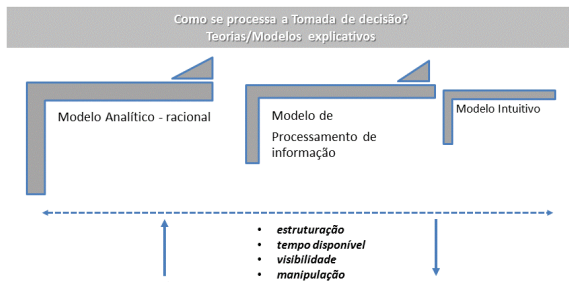 Como se processa a Tomada de decisão?
Teorias/Modelos explicativos
Modelo Analítico - racional
Modelo de
Processamento de
informação
Modelo Intuitivo
• estruturação
• tempo disponível
• visibilidade
• manipulação